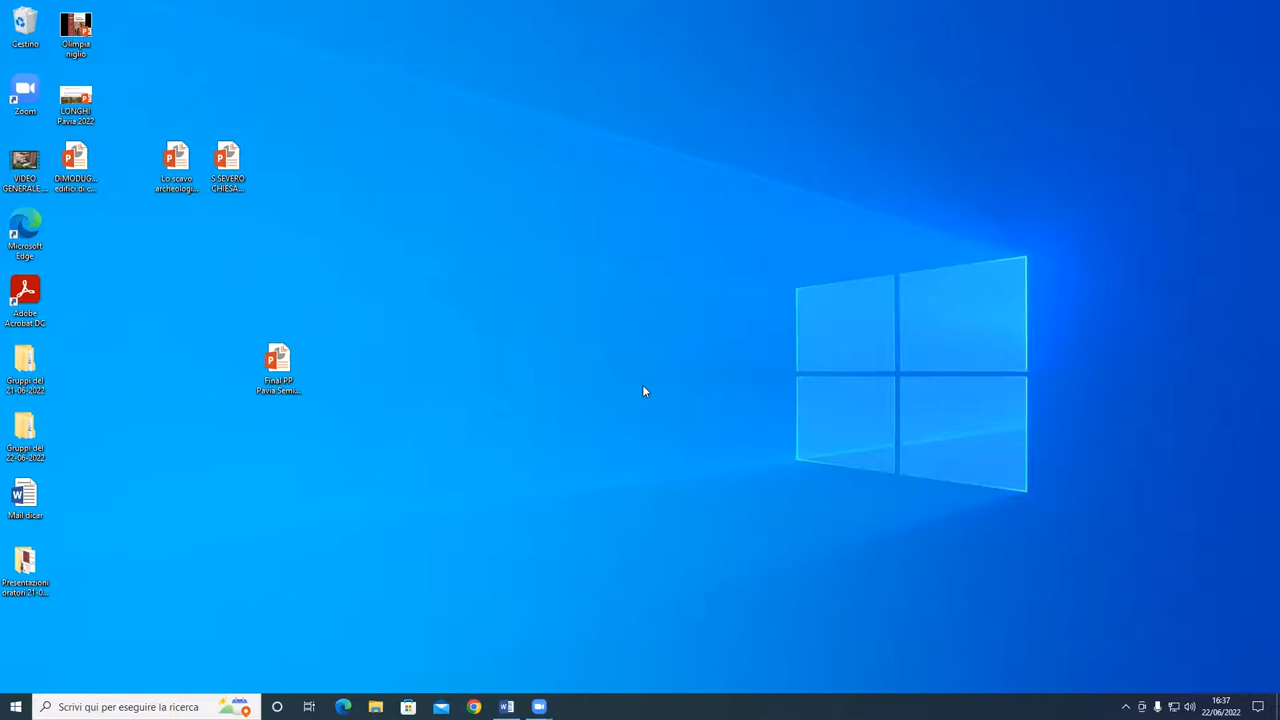 Cestino
Olimpia
niglio
Zoom
LONGHI
Pavia 2022
VIDEO
GENERALE ...
DIMODUG...
edifici di c...
Lo scavo
archeologi...
S SEVERO
CHIESA...
Microsoft
Edge
Adobe
Acrobat DC
Gruppi del
21-06-2022
Final PP
Pavia Semi...
Gruppi del
22-06-2022
Mail dicar
Presentazioni
oratori 21-0...
Scrivi qui per eseguire la ricerca
16:37
22/06/2022